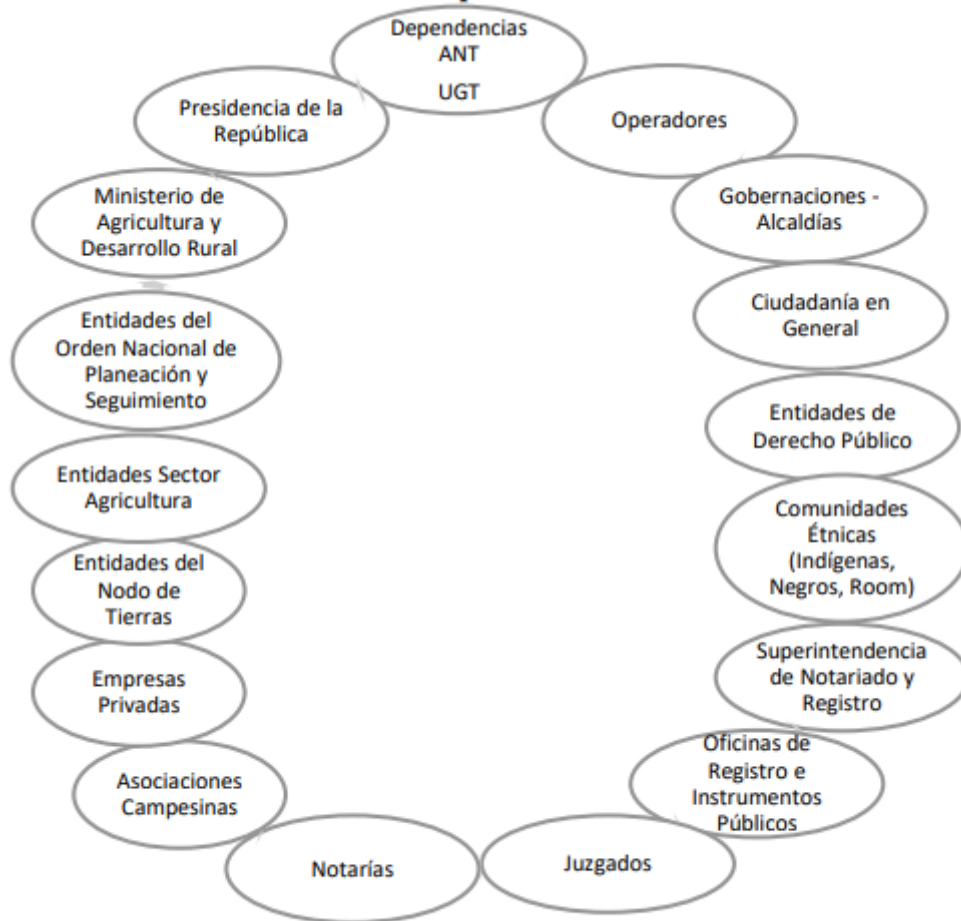 Dependencias
ANT
UGT
Operadores
Gobernaciones -
Alcaldías
Ciudadanía en
General
Entidades de
Derecho Público
Comunidades
Étnicas
(Indígenas,
Negros, Room)
Superintendencia
de Notariado y
Registro
Oficinas de
Registro e
Instrumentos
Públicos
Juzgados
Notarías
Asociaciones
Campesinas
Empresas
Privadas
Entidades del
Nodo de
Tierras
Entidades Sector
Agricultura
Entidades del
Orden Nacional de
Planeación y
Seguimiento
Ministerio de
Agricultura y
Desarrollo Rural
Presidencia de la
República